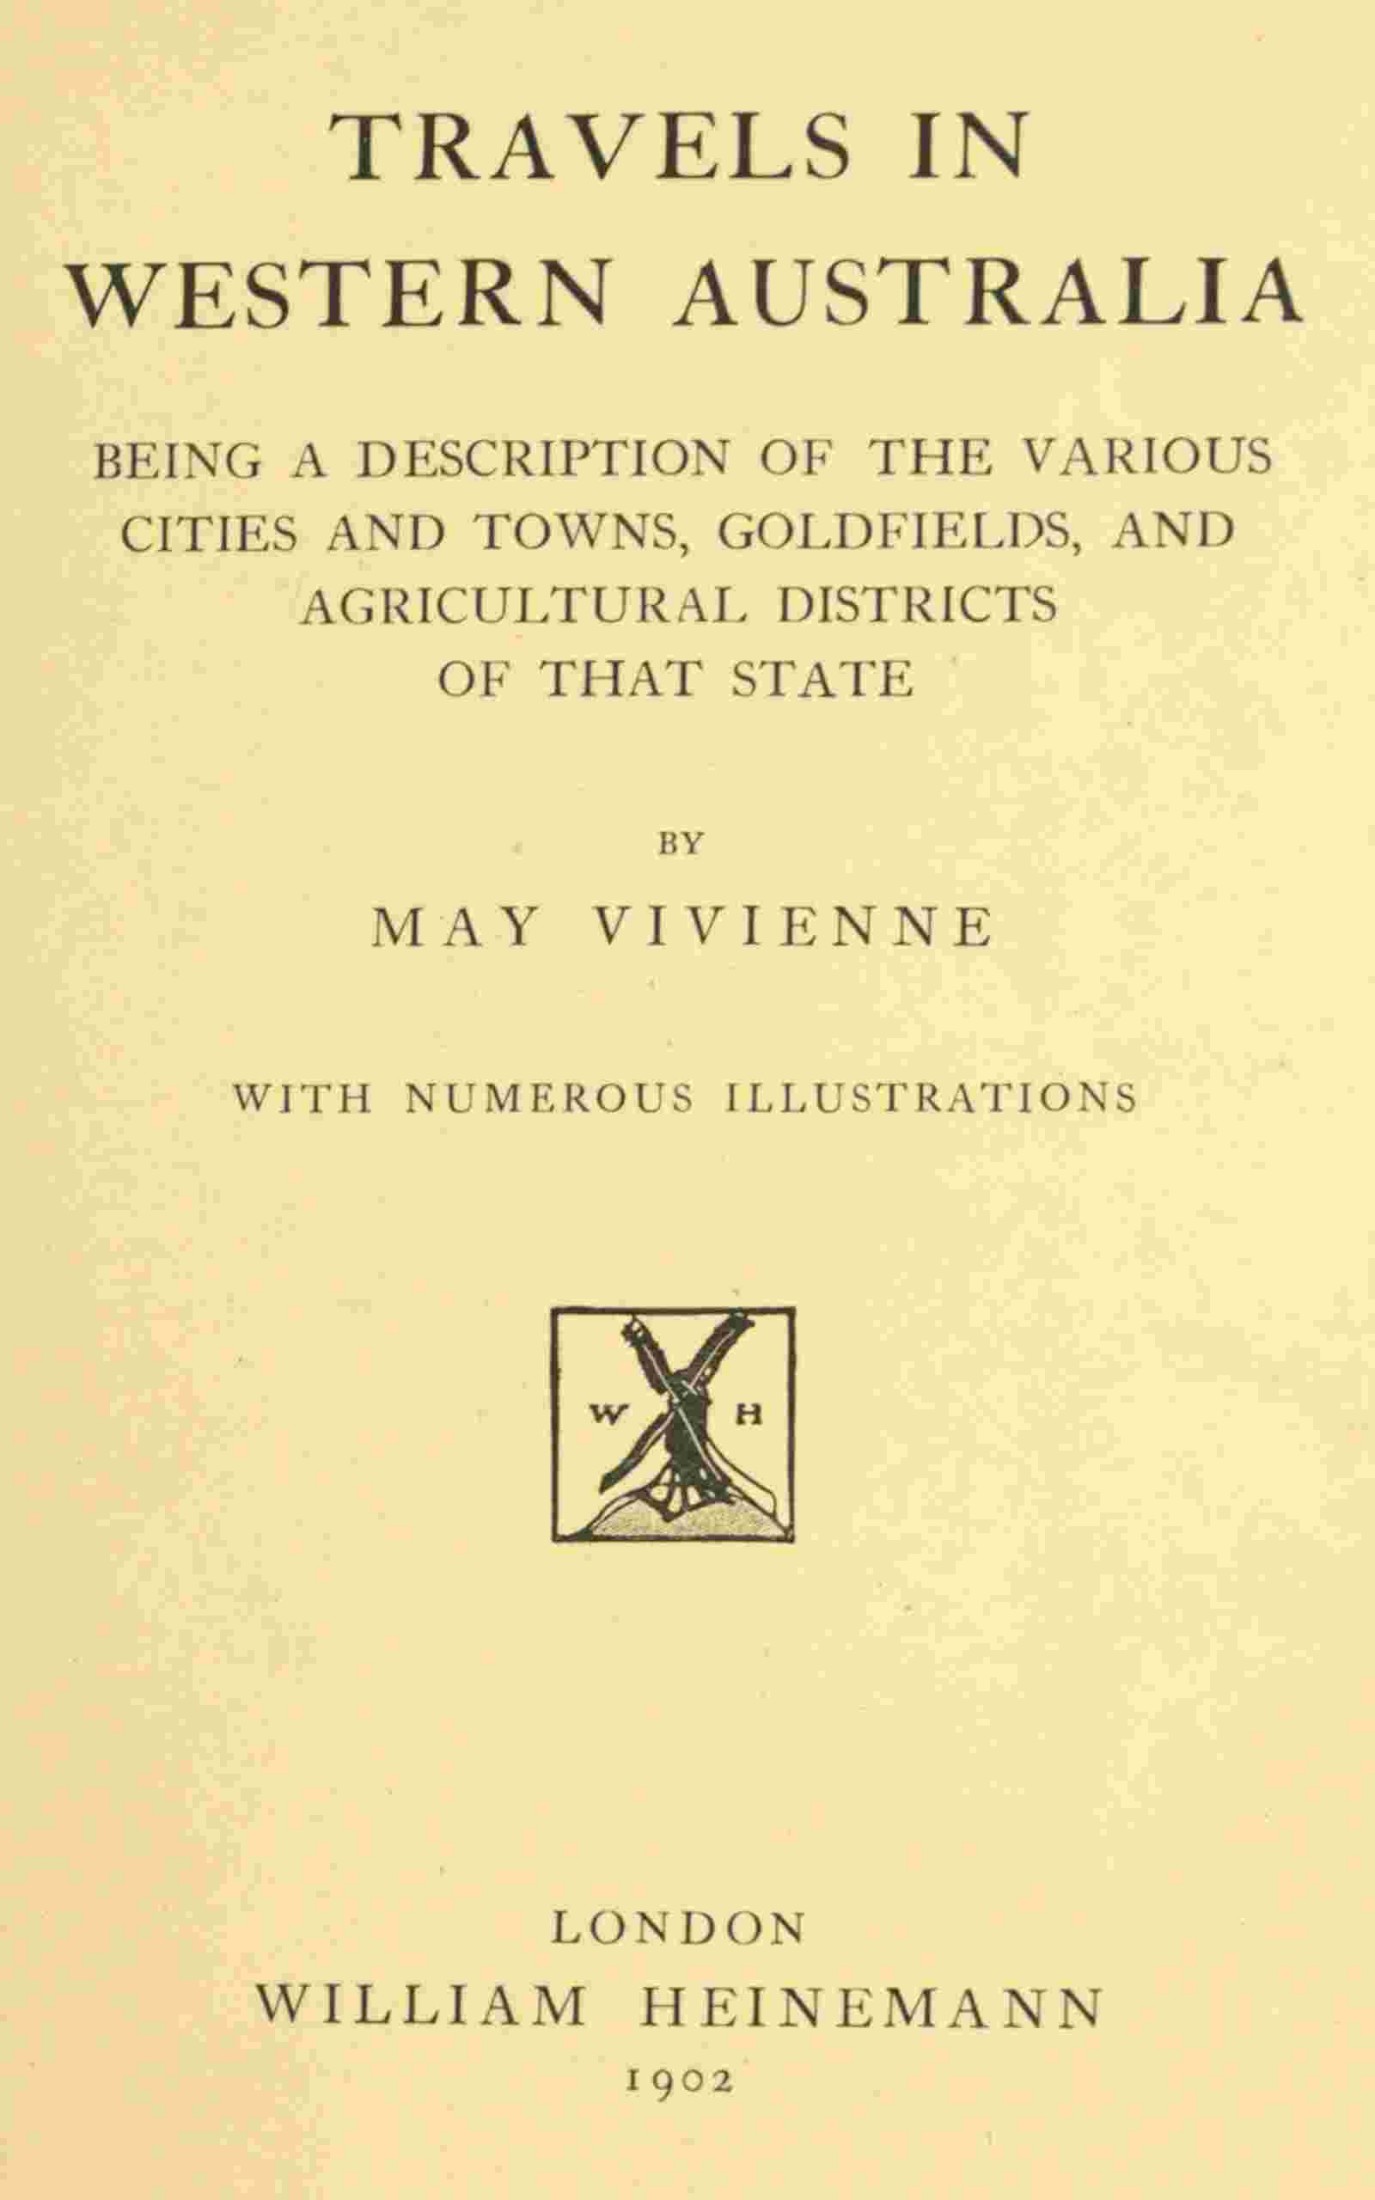 TRAVELS IN
WESTERN AUSTRALIA
BEING A DESCRIPTION OF THE VARIOUS
CITIES AND TOWNS, GOLDFIELDS, AND
AGRICULTURAL DISTRICTS
OF THAT STATE
BY
MAY VIVIENNE
WITH NUMEROUS ILLUSTRATIONS
W H
LONDON
WILLIAM HEINEMANN
1902